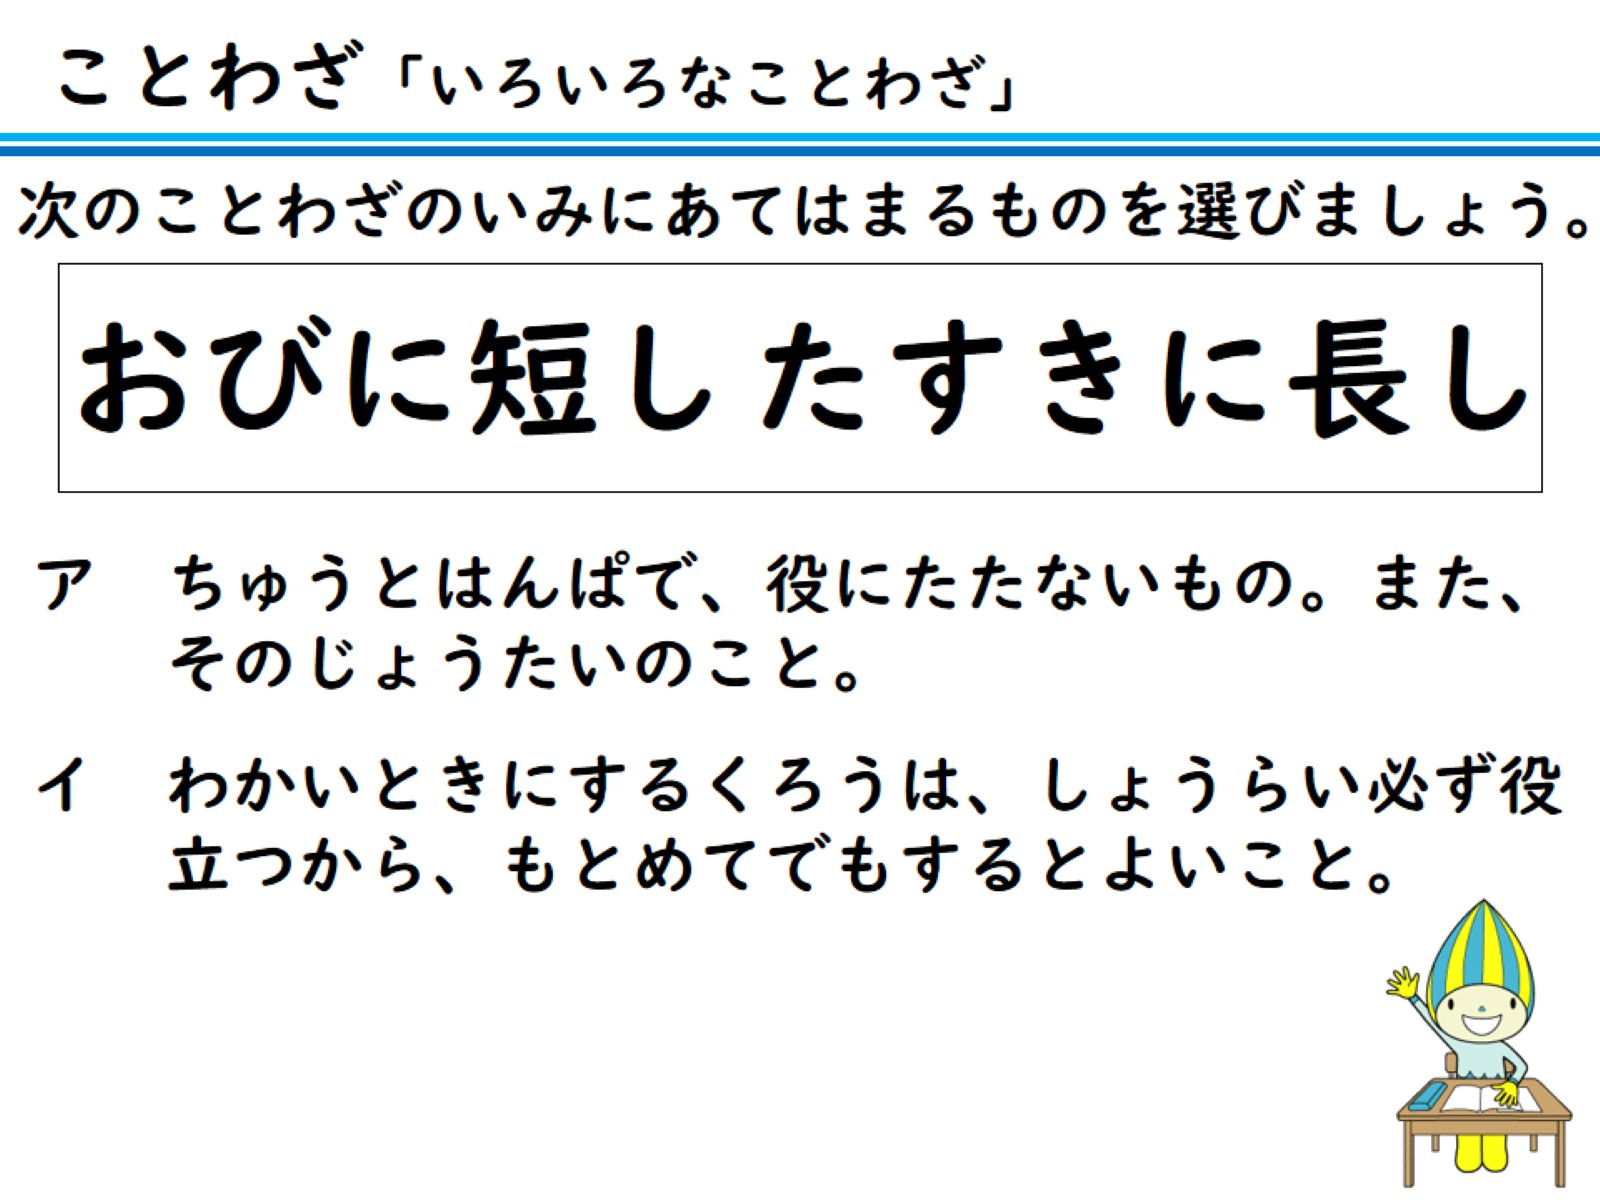 ことわざ「いろいろなことわざ」
次のことわざのいみにあてはまるものを選びましょう。
おびに短し たすきに長し
ア　ちゅうとはんぱで、役にたたないもの。また、
そのじょうたいのこと。
イ　わかいときにするくろうは、しょうらい必ず役
立つから、もとめてでもするとよいこと。